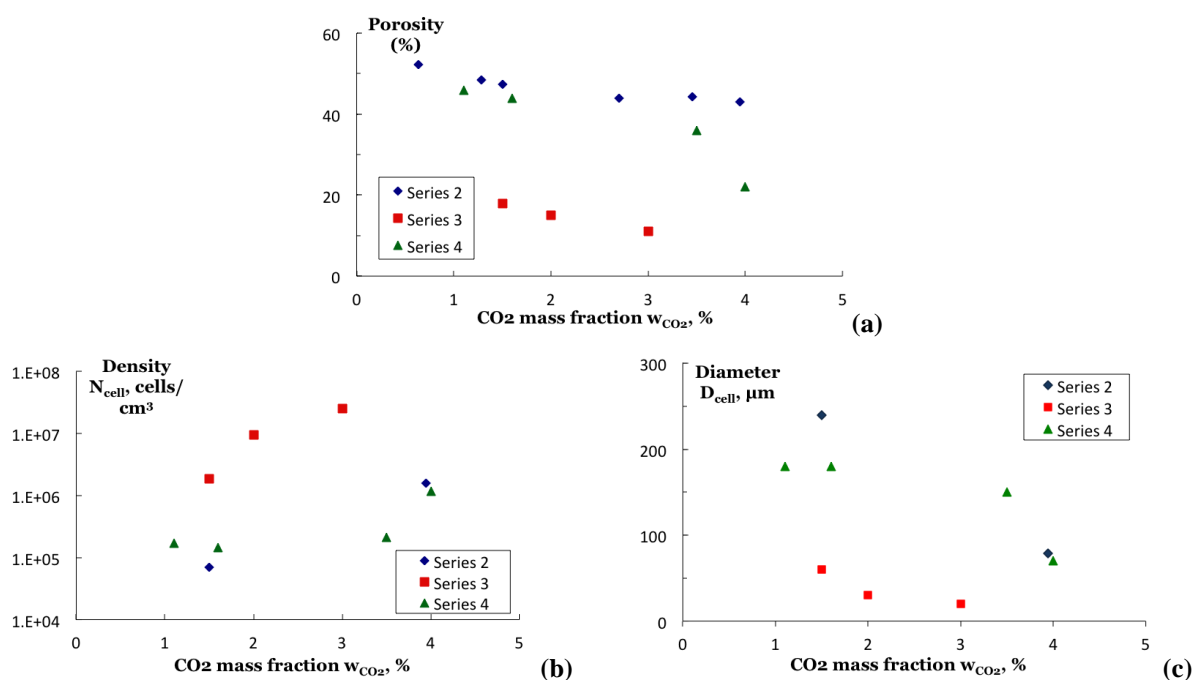 Porosity
(%)
60
40
20
0
Series 2
Series 3
Series 4
0 1 2 3 4 5
CO2 mass fraction wCO₂, %
(a)
Density
Ncell, cells/
cm³
1.E+08
1.E+07
1.E+06
1.E+05
1.E+04
Series 2
Series 3
Series 4
0 1 2 3 4 5
CO2 mass fraction wCO₂, %
(b)
Diameter
Dcell, µm
300
200
100
0
Series 2
Series 3
Series 4
0 1 2 3 4 5
CO2 mass fraction wCO₂, %
(c)